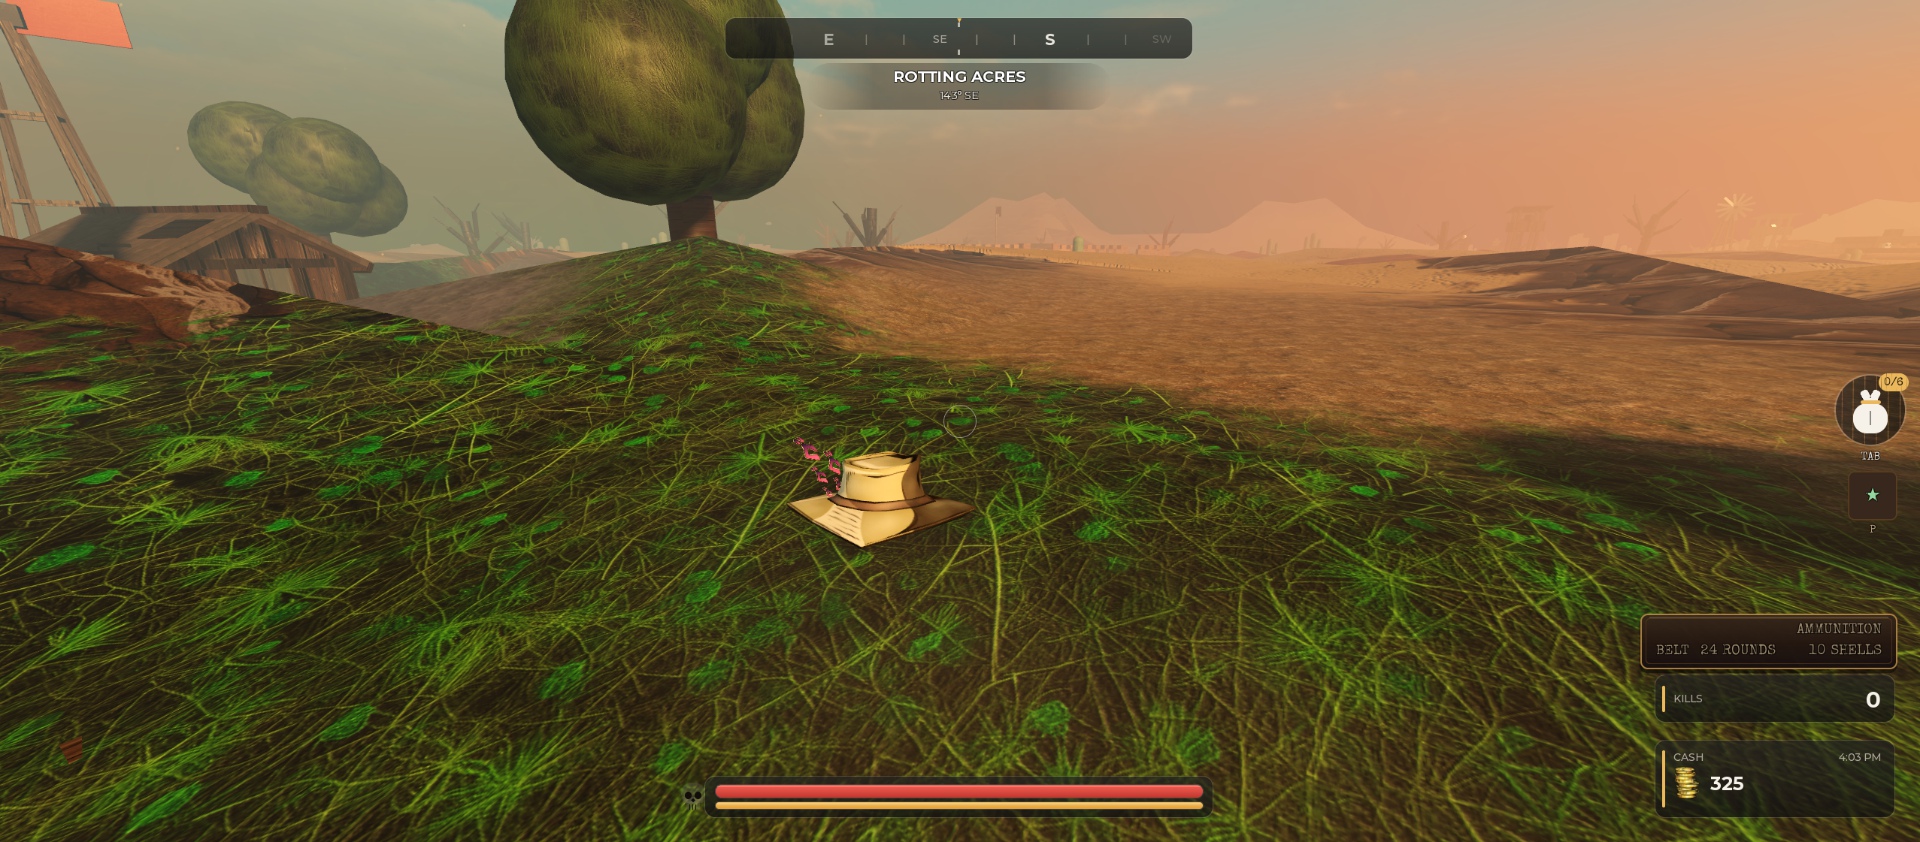 E SE S SW
ROTTING ACRES
143° SE
0/6
TAB
P
AMMUNITION
BELT 24 ROUNDS 10 SHELLS
KILLS 0
CASH 4:03 PM
325